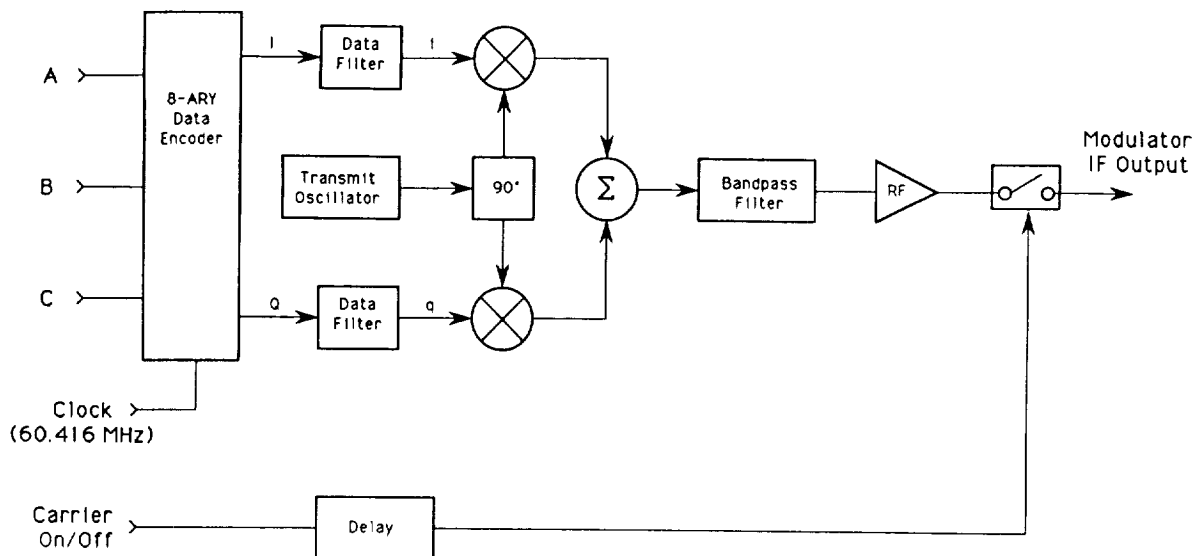 A
B
C
Clock
(60.416 MHz)
Carrier
On/Off
8-ARY
Data
Encoder
I
Data
Filter
i
Transmit
Oscillator
90°
Q
Data
Filter
q
Σ
Bandpass
Filter
RF
Modulator
IF Output
Delay